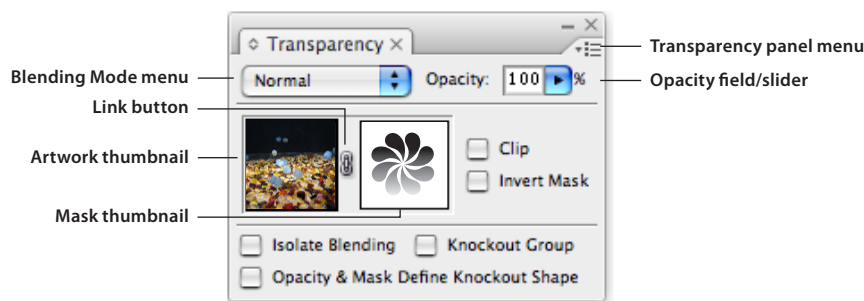 Transparency
Transparency panel menu
Blending Mode menu
Normal
Opacity: 100 %
Opacity field/slider
Link button
Artwork thumbnail
Clip
Invert Mask
Mask thumbnail
Isolate Blending
Knockout Group
Opacity & Mask Define Knockout Shape